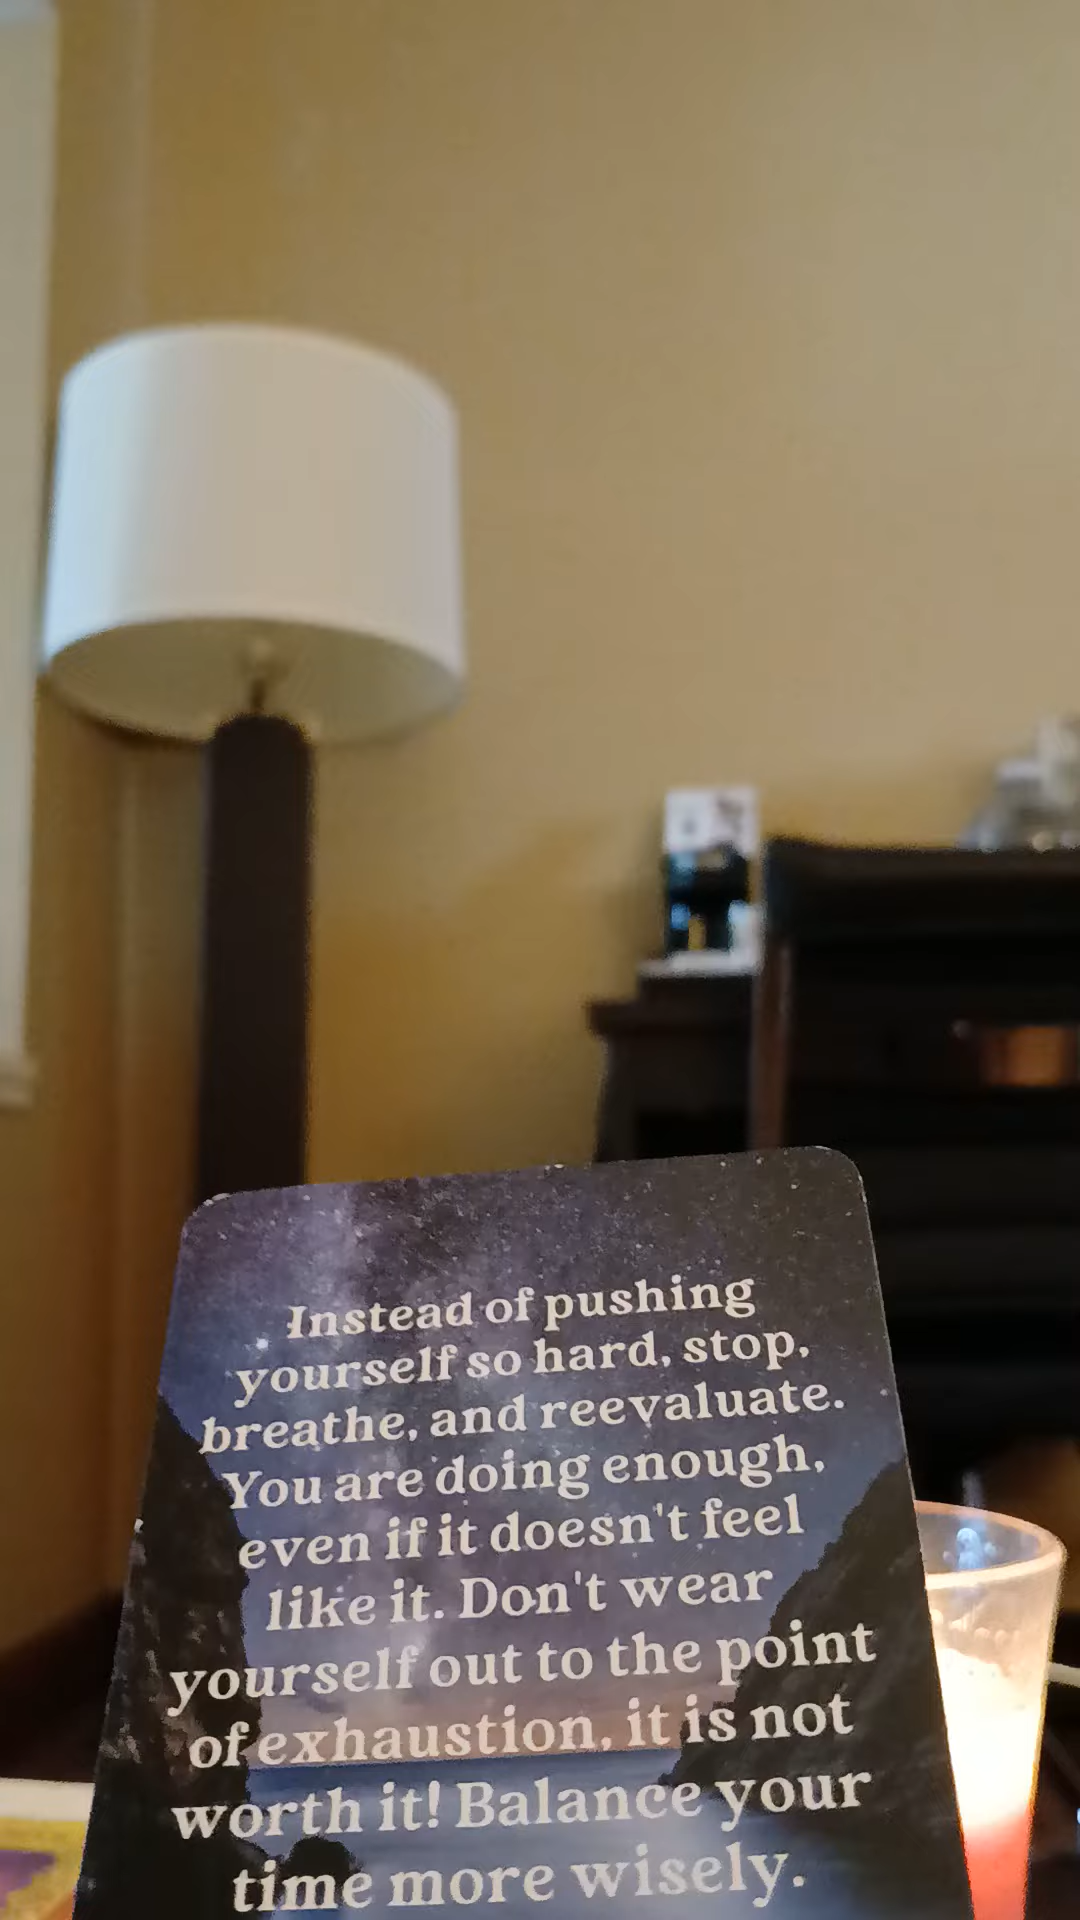 Instead of pushing
yourself so hard, stop,
breathe, and reevaluate.
You are doing enough,
even if it doesn't feel
like it. Don't wear
yourself out to the point
of exhaustion, it is not
worth it! Balance your
time more wisely.